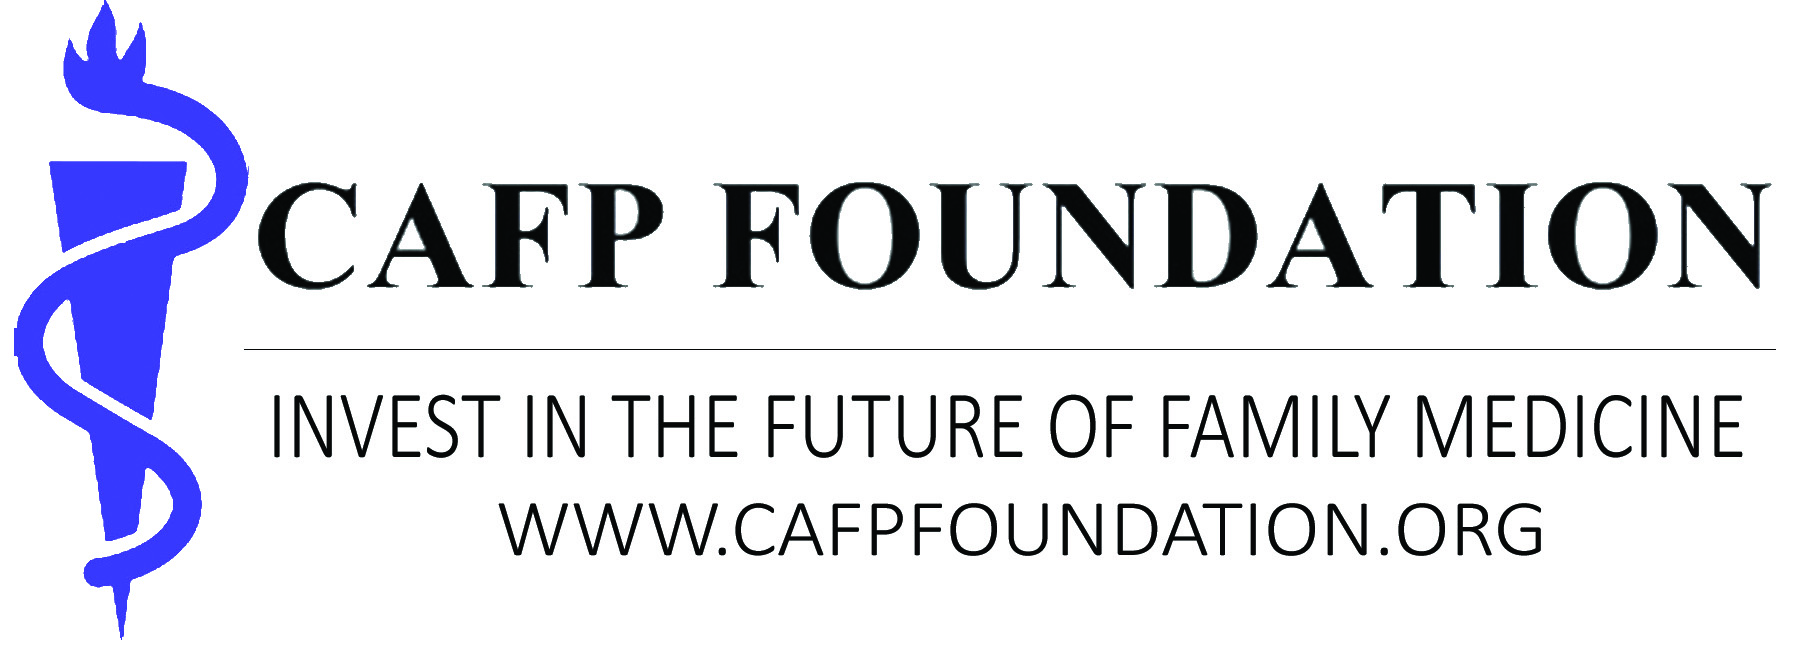 CAFP FOUNDATION
INVEST IN THE FUTURE OF FAMILY MEDICINE
WWW.CAFPFOUNDATION.ORG